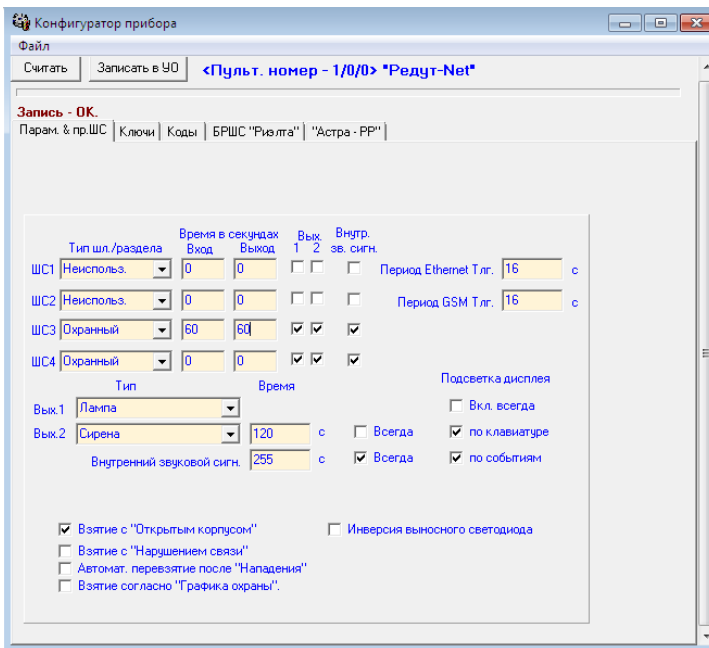 Конфигуратор прибора
Файл
Считать Записать в УО <Пульт. номер - 1/0/0> "Редут-Net"
Запись - OK.
Парам. & пр.ШС Ключи Коды БРШС "Риэлта" "Астра - РР"
Время в секундах Вых. Внутр.
Тип шл./раздела Вход Выход 1 2 зв. сигн.
ШС1 Неиспольз. 0 0 Период Ethernet Тлг. 16 с
ШС2 Неиспольз. 0 0 Период GSM Тлг. 16 с
ШС3 Охранный 60 60
ШС4 Охранный 0 0
Тип Время Подсветка дисплея
Вых.1 Лампа Вкл. всегда
Вых.2 Сирена 120 с Всегда по клавиатуре
Внутренний звуковой сигн. 255 с Всегда по событиям
Взятие с "Открытым корпусом" Инверсия выносного светодиода
Взятие с "Нарушением связи"
Автомат. перевзятие после "Нападения"
Взятие согласно "Графика охраны".